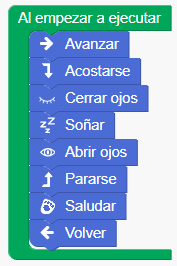 Al empezar a ejecutar
Avanzar
Acostarse
Cerrar ojos
Soñar
Abrir ojos
Pararse
Saludar
Volver